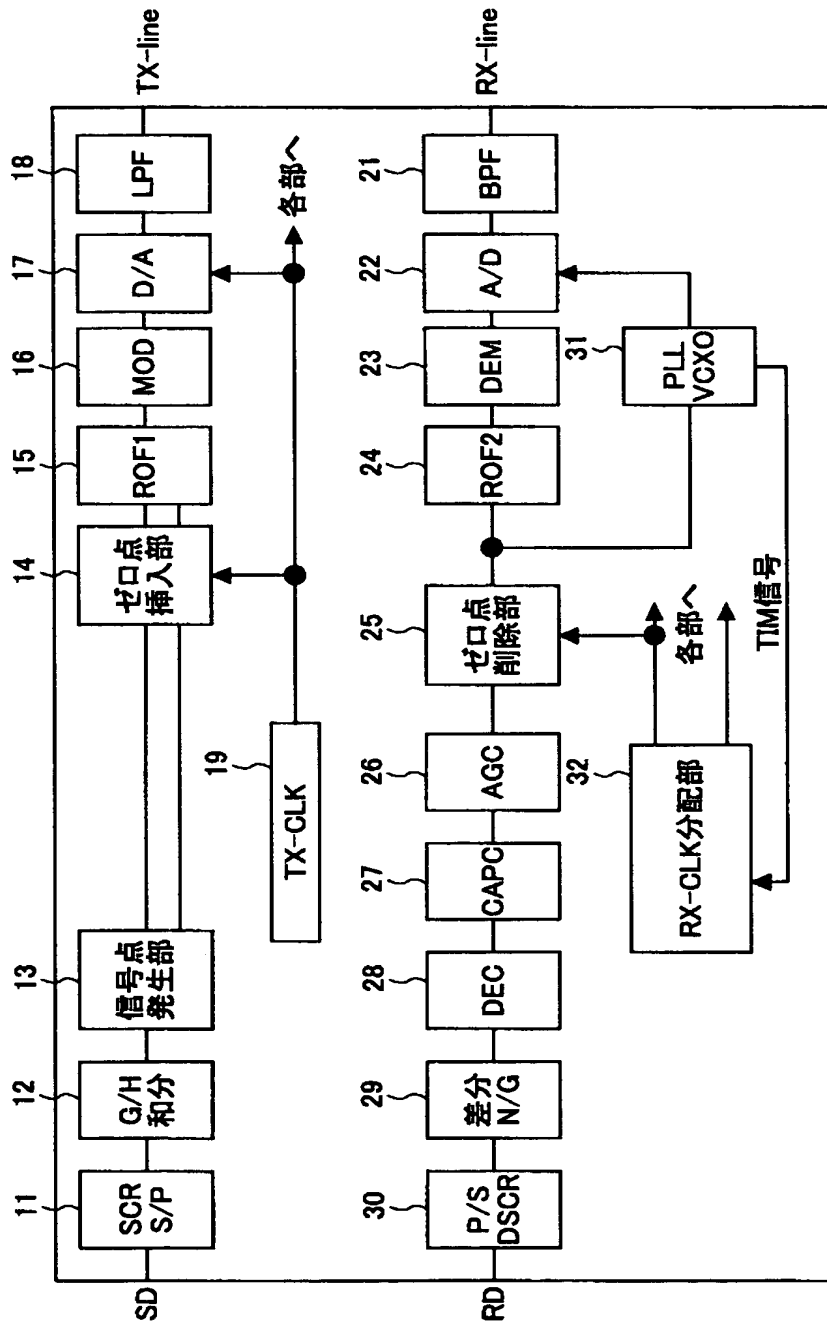 SD
11
SCR
S/P
12
G/H
和分
13
信号点
発生部
14
ゼロ点
挿入部
15
ROF1
16
MOD
17
D/A
18
LPF
TX-line
19
TX-CLK
各部へ
RD
30
P/S
DSCR
29
差分
N/G
28
DEC
27
CAPC
26
AGC
25
ゼロ点
削除部
24
ROF2
23
DEM
22
A/D
21
BPF
RX-line
31
PLL
VCXO
32
RX-CLK分配部
各部へ
TIM信号